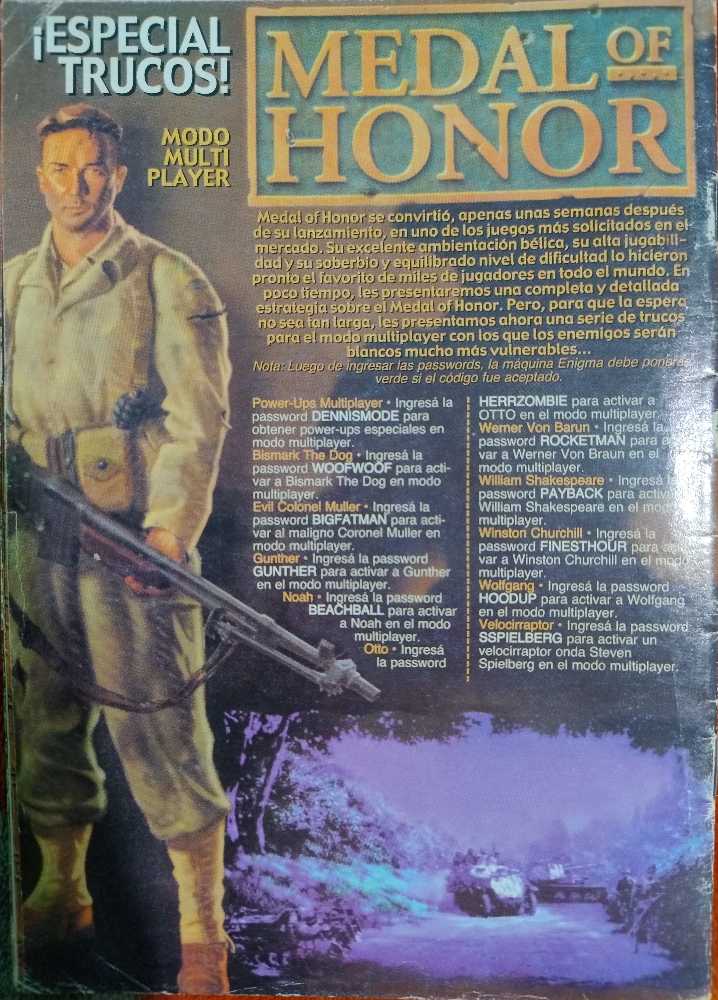 ¡ESPECIAL
TRUCOS!
MODO
MULTI
PLAYER
MEDAL OF
HONOR
Medal of Honor se convirtió, apenas unas semanas después
de su lanzamiento, en uno de los juegos más solicitados en el
mercado. Su excelente ambientación bélica, su alta jugabili-
dad y su soberbio y equilibrado nivel de dificultad lo hicieron
pronto el favorito de miles de jugadores en todo el mundo. En
poco tiempo, les presentaremos una completa y detallada
estrategia sobre el Medal of Honor. Pero, para que la espera
no sea tan larga, les presentamos ahora una serie de trucos
para el modo multiplayer con los que los enemigos serán
blancos mucho más vulnerables...
Nota: Luego de ingresar las passwords, la máquina Enigma debe ponerse
verde si el código fue aceptado.
Power-Ups Multiplayer • Ingresá la
password DENNISMODE para
obtener power-ups especiales en
modo multiplayer.
Bismark The Dog • Ingresá la
password WOOFWOOF para acti-
var a Bismark The Dog en modo
multiplayer.
Evil Colonel Muller • Ingresá la
password BIGFATMAN para acti-
var al maligno Coronel Muller en
modo multiplayer.
Gunther • Ingresá la password
GUNTHER para activar a Gunther
en el modo multiplayer.
Noah • Ingresá la password
BEACHBALL para activar
a Noah en el modo
multiplayer.
Otto • Ingresá
la password
HERRZOMBIE para activar a
OTTO en el modo multiplayer.
Werner Von Barun • Ingresá la
password ROCKETMAN para
var a Werner Von Braun en el
modo multiplayer.
William Shakespeare • Ingresá la
password PAYBACK para activar
William Shakespeare en el modo
multiplayer.
Winston Churchill • Ingresá la
password FINESTHOUR para
var a Winston Churchill en el modo
multiplayer.
Wolfgang • Ingresá la password
HOODUP para activar a Wolfgang
en el modo multiplayer.
Velocirraptor • Ingresá la password
SSPIELBERG para activar un
velocirraptor onda Steven
Spielberg en el modo multiplayer.